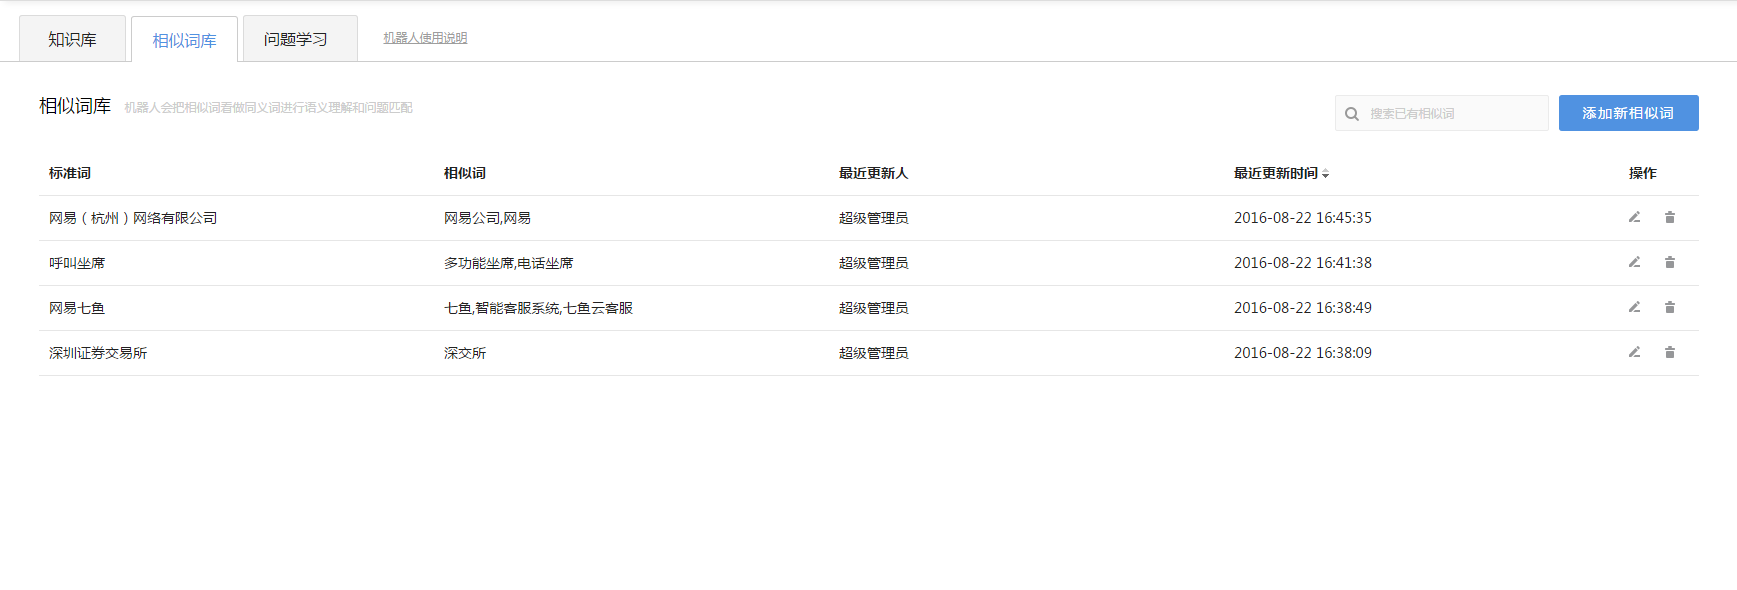 知识库 相似词库 问题学习 机器人使用说明
相似词库 机器人会把相似词看做同义词进行语义理解和问题匹配 搜索已有相似词 添加新相似词
标准词 相似词 最近更新人 最近更新时间 操作
网易（杭州）网络有限公司 网易公司,网易 超级管理员 2016-08-22 16:45:35
呼叫坐席 多功能坐席,电话坐席 超级管理员 2016-08-22 16:41:38
网易七鱼 七鱼,智能客服系统,七鱼云客服 超级管理员 2016-08-22 16:38:49
深圳证券交易所 深交所 超级管理员 2016-08-22 16:38:09